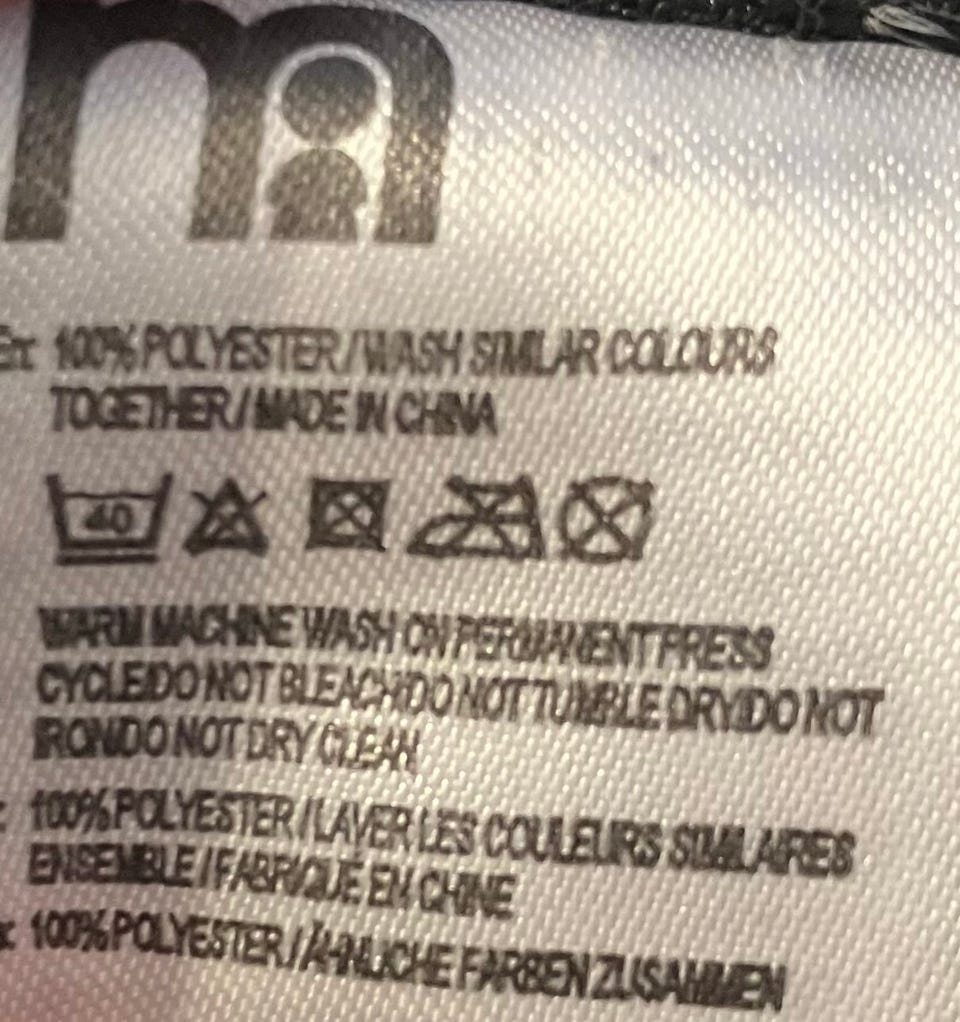 100% POLYESTER / WASH SIMILAR COLOURS
TOGETHER / MADE IN CHINA
40
WARM MACHINE WASH ON PERMANENT PRESS
CYCLE/DO NOT BLEACH/DO NOT TUMBLE DRY/DO NOT
IRON/DO NOT DRY CLEAN
100% POLYESTER / LAVER LES COULEURS SIMILAIRES
ENSEMBLE / FABRIQUE EN CHINE
100% POLYESTER / ÄHNLICHE FARBEN ZUSAMMEN